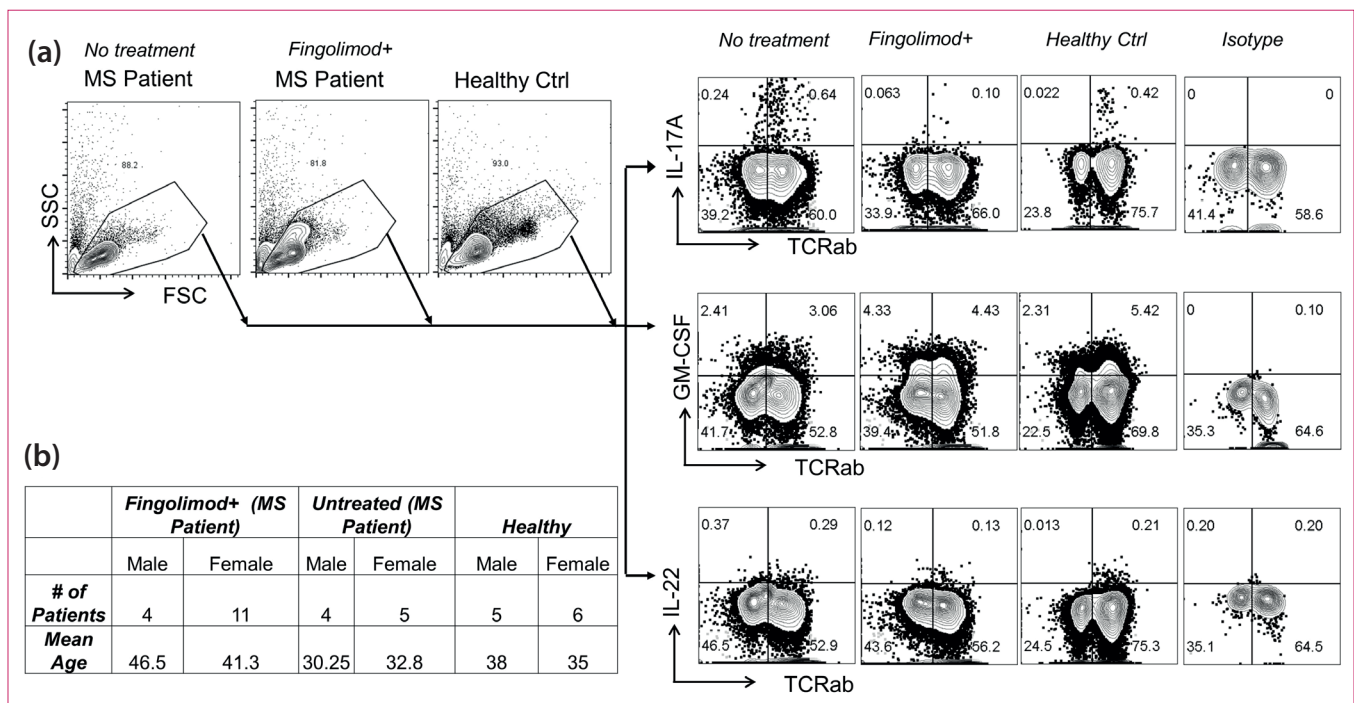 (a)
No treatment
MS Patient
Fingolimod+
MS Patient
Healthy Ctrl
88.2
81.8
93.0
SSC
FSC
No treatment
Fingolimod+
Healthy Ctrl
Isotype
0.24 0.64
39.2 60.0
0.063 0.10
33.9 66.0
0.022 0.42
23.8 75.7
0 0
41.4 58.6
IL-17A
TCRab
2.41 3.06
41.7 52.8
4.33 4.43
39.4 51.8
2.31 5.42
22.5 69.8
0 0.10
35.3 64.6
GM-CSF
TCRab
0.37 0.29
46.5 52.9
0.12 0.13
43.6 56.2
0.013 0.21
24.5 75.3
0.20 0.20
35.1 64.5
IL-22
TCRab
(b)
Fingolimod+ (MS
Patient)
Untreated (MS
Patient)
Healthy
Male Female Male Female Male Female
# of
Patients
4 11 4 5 5 6
Mean
Age
46.5 41.3 30.25 32.8 38 35